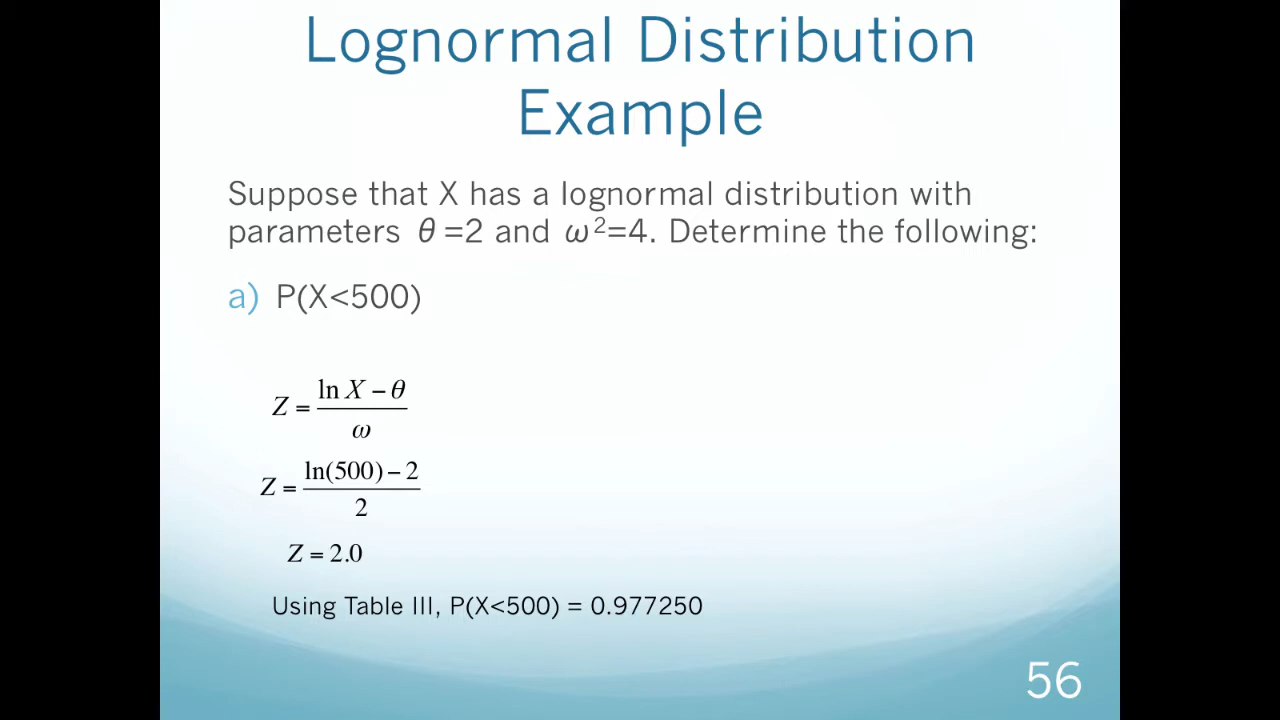 Lognormal Distribution
Example
Suppose that X has a lognormal distribution with
parameters θ =2 and ω²=4. Determine the following:
a) P(X<500)
Z = (ln X − θ) / ω
Z = (ln(500) − 2) / 2
Z = 2.0
Using Table III, P(X<500) = 0.977250
56